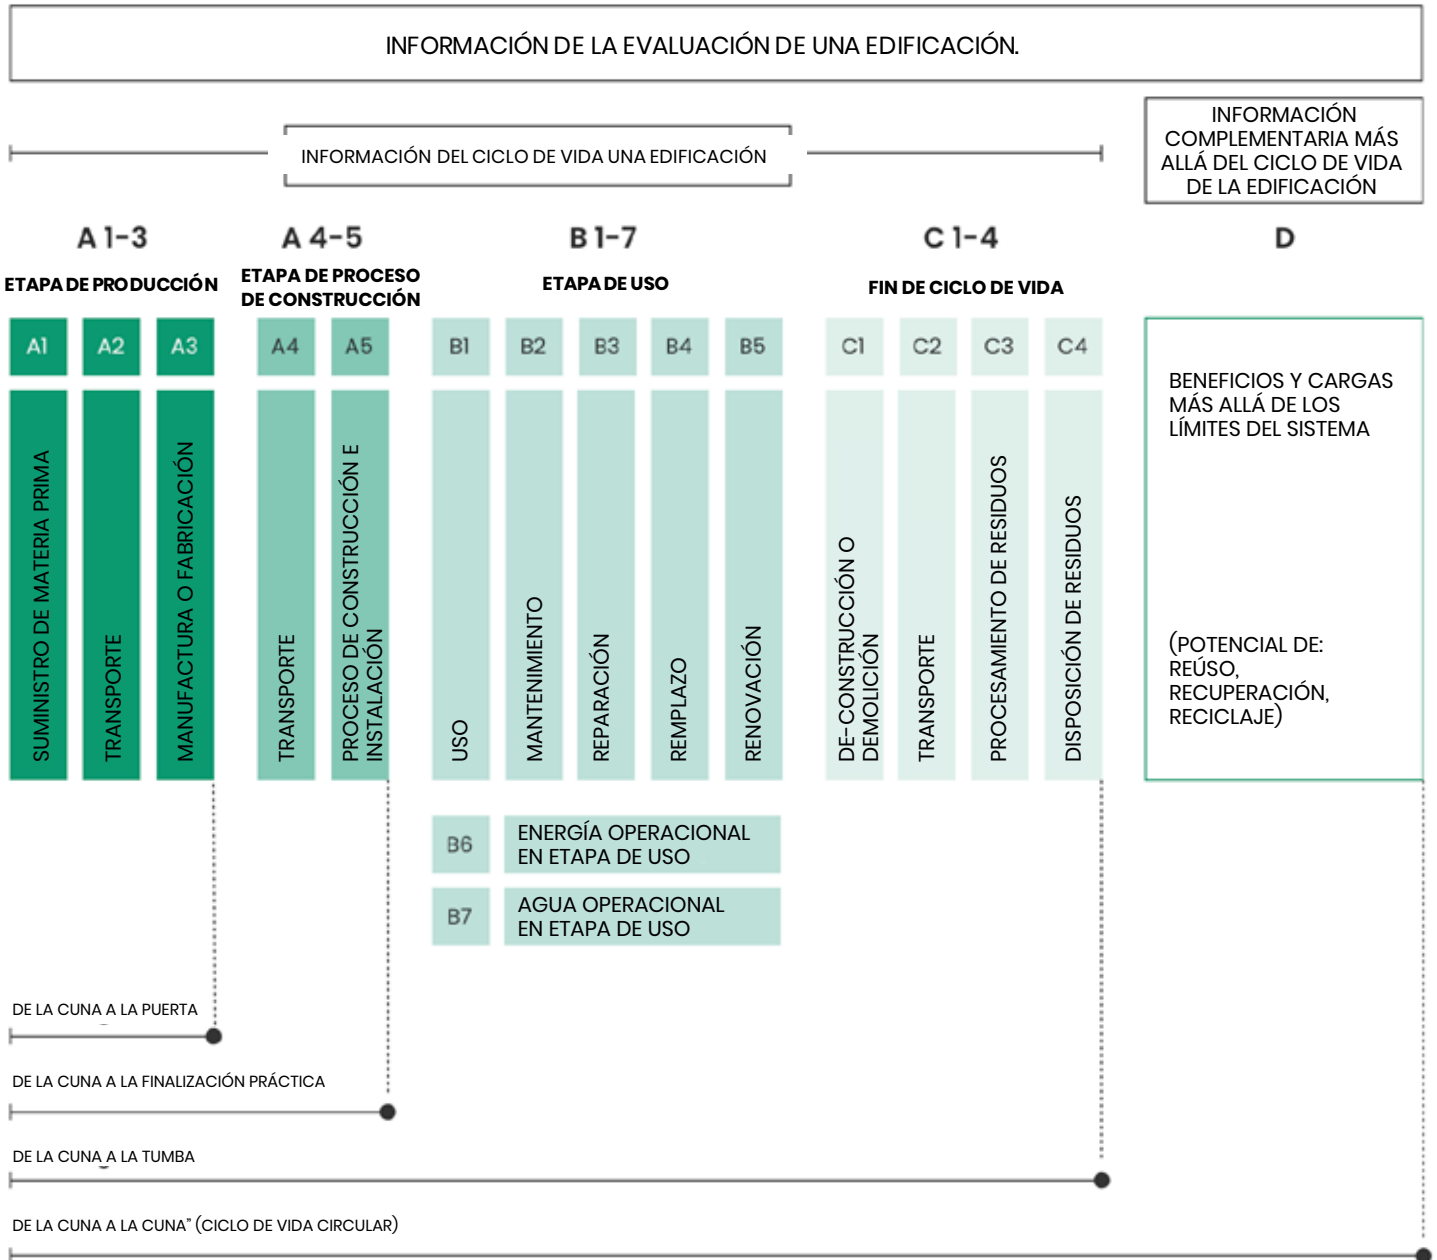 INFORMACIÓN DE LA EVALUACIÓN DE UNA EDIFICACIÓN.
INFORMACIÓN DEL CICLO DE VIDA UNA EDIFICACIÓN
INFORMACIÓN
COMPLEMENTARIA MÁS
ALLÁ DEL CICLO DE VIDA
DE LA EDIFICACIÓN
A 1-3
ETAPA DE PRODUCCIÓN
A 4-5
ETAPA DE PROCESO
DE CONSTRUCCIÓN
B 1-7
ETAPA DE USO
C 1-4
FIN DE CICLO DE VIDA
D
A1
A2
A3
A4
A5
B1
B2
B3
B4
B5
C1
C2
C3
C4
SUMINISTRO DE MATERIA PRIMA
TRANSPORTE
MANUFACTURA O FABRICACIÓN
TRANSPORTE
PROCESO DE CONSTRUCCIÓN E
INSTALACIÓN
USO
MANTENIMIENTO
REPARACIÓN
REMPLAZO
RENOVACIÓN
DE-CONSTRUCCIÓN O
DEMOLICIÓN
TRANSPORTE
PROCESAMIENTO DE RESIDUOS
DISPOSICIÓN DE RESIDUOS
BENEFICIOS Y CARGAS
MÁS ALLÁ DE LOS
LÍMITES DEL SISTEMA
(POTENCIAL DE:
REÚSO,
RECUPERACIÓN,
RECICLAJE)
B6
ENERGÍA OPERACIONAL
EN ETAPA DE USO
B7
AGUA OPERACIONAL
EN ETAPA DE USO
DE LA CUNA A LA PUERTA
DE LA CUNA A LA FINALIZACIÓN PRÁCTICA
DE LA CUNA A LA TUMBA
DE LA CUNA A LA CUNA" (CICLO DE VIDA CIRCULAR)